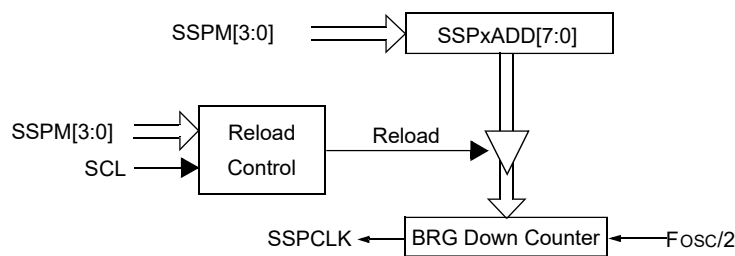 SSPM[3:0]
SSPxADD[7:0]
SSPM[3:0]
SCL
Reload
Control
Reload
SSPCLK
BRG Down Counter
FOSC/2